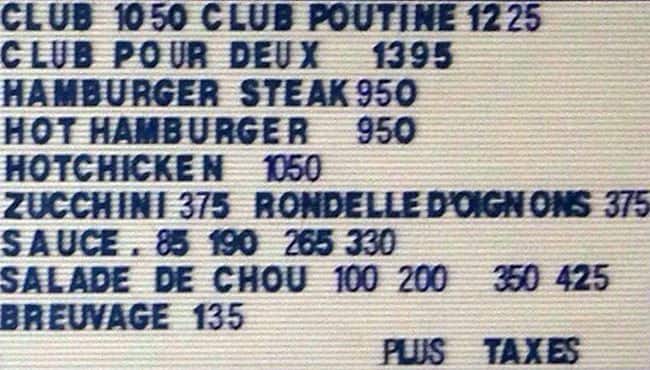 CLUB 1050 CLUB POUTINE 1225
CLUB POUR DEUX 1395
HAMBURGER STEAK 950
HOT HAMBURGER 950
HOTCHICKEN 1050
ZUCCHINI 375 RONDELLE D'OIGNONS 375
SAUCE . 85 190 265 330
SALADE DE CHOU 100 200 350 425
BREUVAGE 135
PLUS TAXES